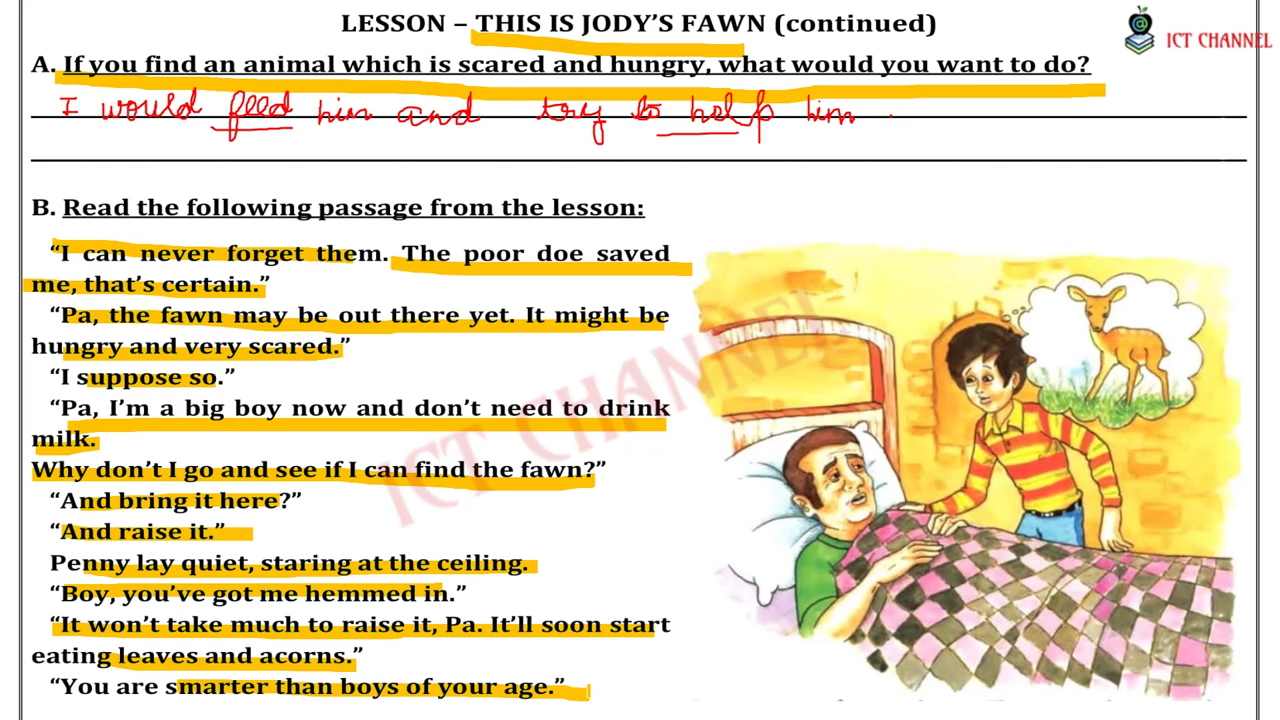 LESSON – THIS IS JODY’S FAWN (continued)
ICT CHANNEL
A. If you find an animal which is scared and hungry, what would you want to do?
I would feed him and try to help him.
B. Read the following passage from the lesson:
“I can never forget them. The poor doe saved
me, that’s certain.”
“Pa, the fawn may be out there yet. It might be
hungry and very scared.”
“I suppose so.”
“Pa, I’m a big boy now and don’t need to drink
milk.
Why don’t I go and see if I can find the fawn?”
“And bring it here?”
“And raise it.”
Penny lay quiet, staring at the ceiling.
“Boy, you’ve got me hemmed in.”
“It won’t take much to raise it, Pa. It’ll soon start
eating leaves and acorns.”
“You are smarter than boys of your age.”
ICT CHANNEL